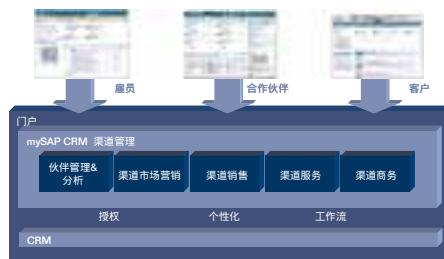 雇员 合作伙伴 客户
门户
mySAP CRM 渠道管理
伙伴管理&
分析
渠道市场营销
渠道销售
渠道服务
渠道商务
授权 个性化 工作流
CRM